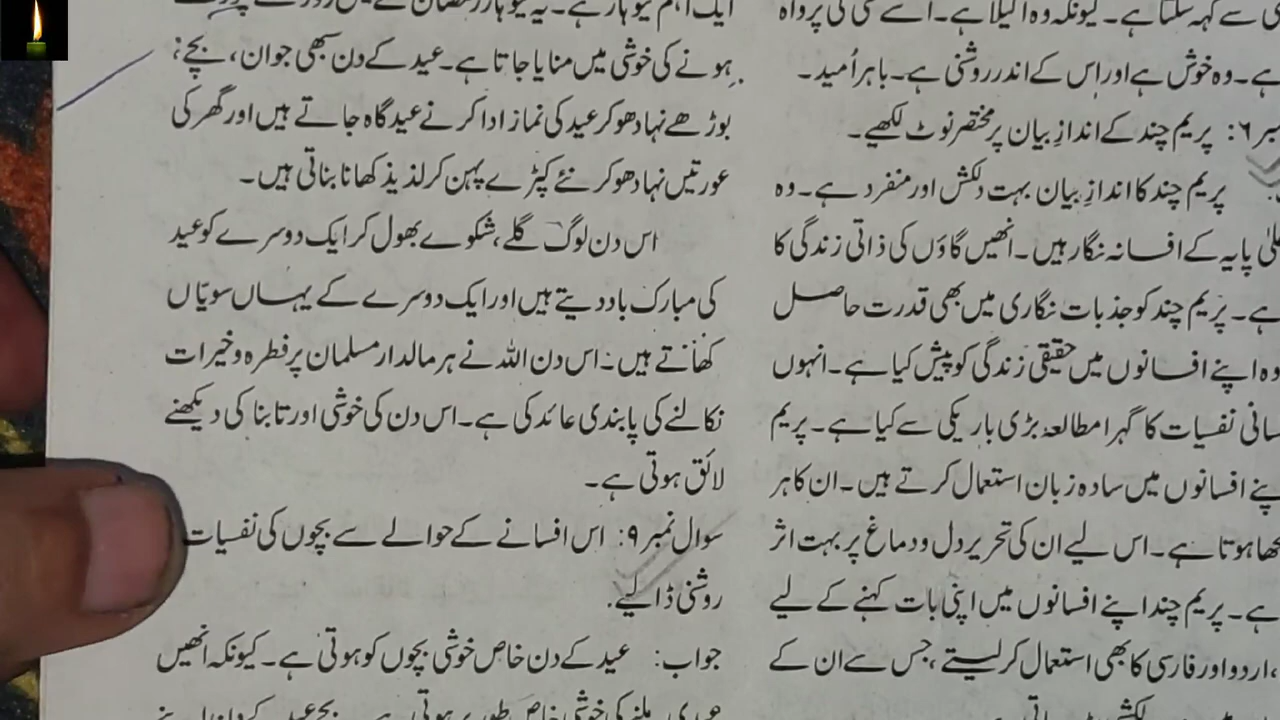 سے کہہ سکتا ہے۔ کیونکہ وہ اکیلا ہے۔ اُسے کسی کی پرواہ
ہے۔ وہ خوش ہے اور اس کے اندر روشنی ہے۔ باہر اُمید۔
۶: پریم چند کے اندازِ بیان پر مختصر نوٹ لکھیے۔
پریم چند کا اندازِ بیان بہت دلکش اور منفرد ہے۔ وہ
پایہ کے افسانہ نگار ہیں۔ انھیں گاؤں کی ذاتی زندگی کا
ہے۔ پریم چند کو جذبات نگاری میں بھی قدرت حاصل
وہ اپنے افسانوں میں حقیقی زندگی کو پیش کیا ہے۔ انہوں
نفسیات کا گہرا مطالعہ بڑی باریکی سے کیا ہے۔ پریم
اپنے افسانوں میں سادہ زبان استعمال کرتے ہیں۔ ان کا ہر
ہوتا ہے۔ اس لیے ان کی تحریر دل و دماغ پر بہت اثر
ہے۔ پریم چند اپنے افسانوں میں اپنی بات کہنے کے لیے
، اردو اور فارسی کا بھی استعمال کر لیتے ، جس سے ان کے
ہونے کی خوشی میں منایا جاتا ہے۔ عید کے دن سبھی جوان، بچے،
بوڑھے نہا دھو کر عید کی نماز ادا کرنے عیدگاہ جاتے ہیں اور گھر کی
عورتیں نہا دھو کر نئے کپڑے پہن کر لذیذ کھانا بناتی ہیں۔
اس دن لوگ گلے، شکوے بھول کر ایک دوسرے کو عید
کی مبارک باد دیتے ہیں اور ایک دوسرے کے یہاں سویّاں
کھاتے ہیں۔ اس دن اللہ نے ہر مالدار مسلمان پر فطرہ و خیرات
نکالنے کی پابندی عائد کی ہے۔ اس دن کی خوشی اور تابناکی دیکھنے
لائق ہوتی ہے۔
سوال نمبر ۹: اس افسانے کے حوالے سے بچوں کی نفسیات
روشنی ڈالیے۔
جواب: عید کے دن خاص خوشی بچوں کو ہوتی ہے۔ کیونکہ انھیں